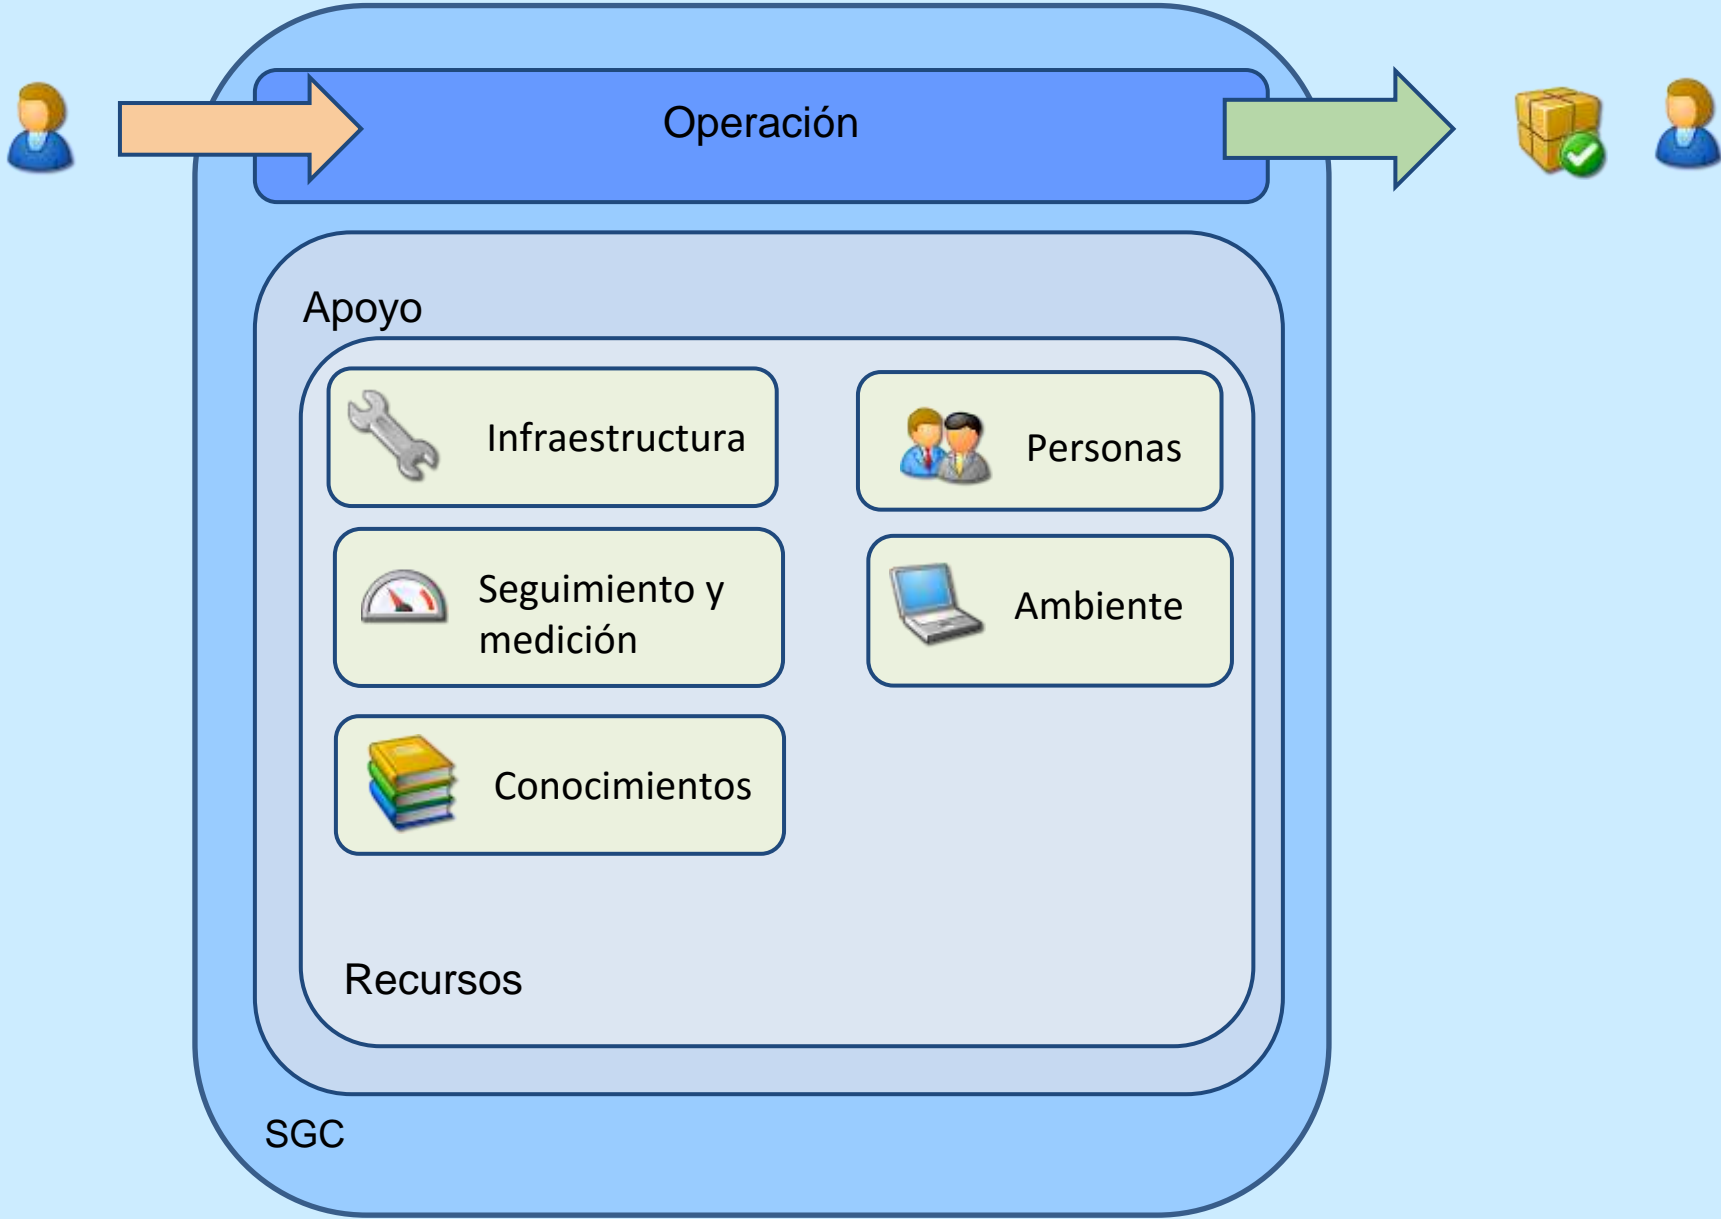 Operación
Apoyo
Infraestructura
Personas
Seguimiento y
medición
Ambiente
Conocimientos
Recursos
SGC